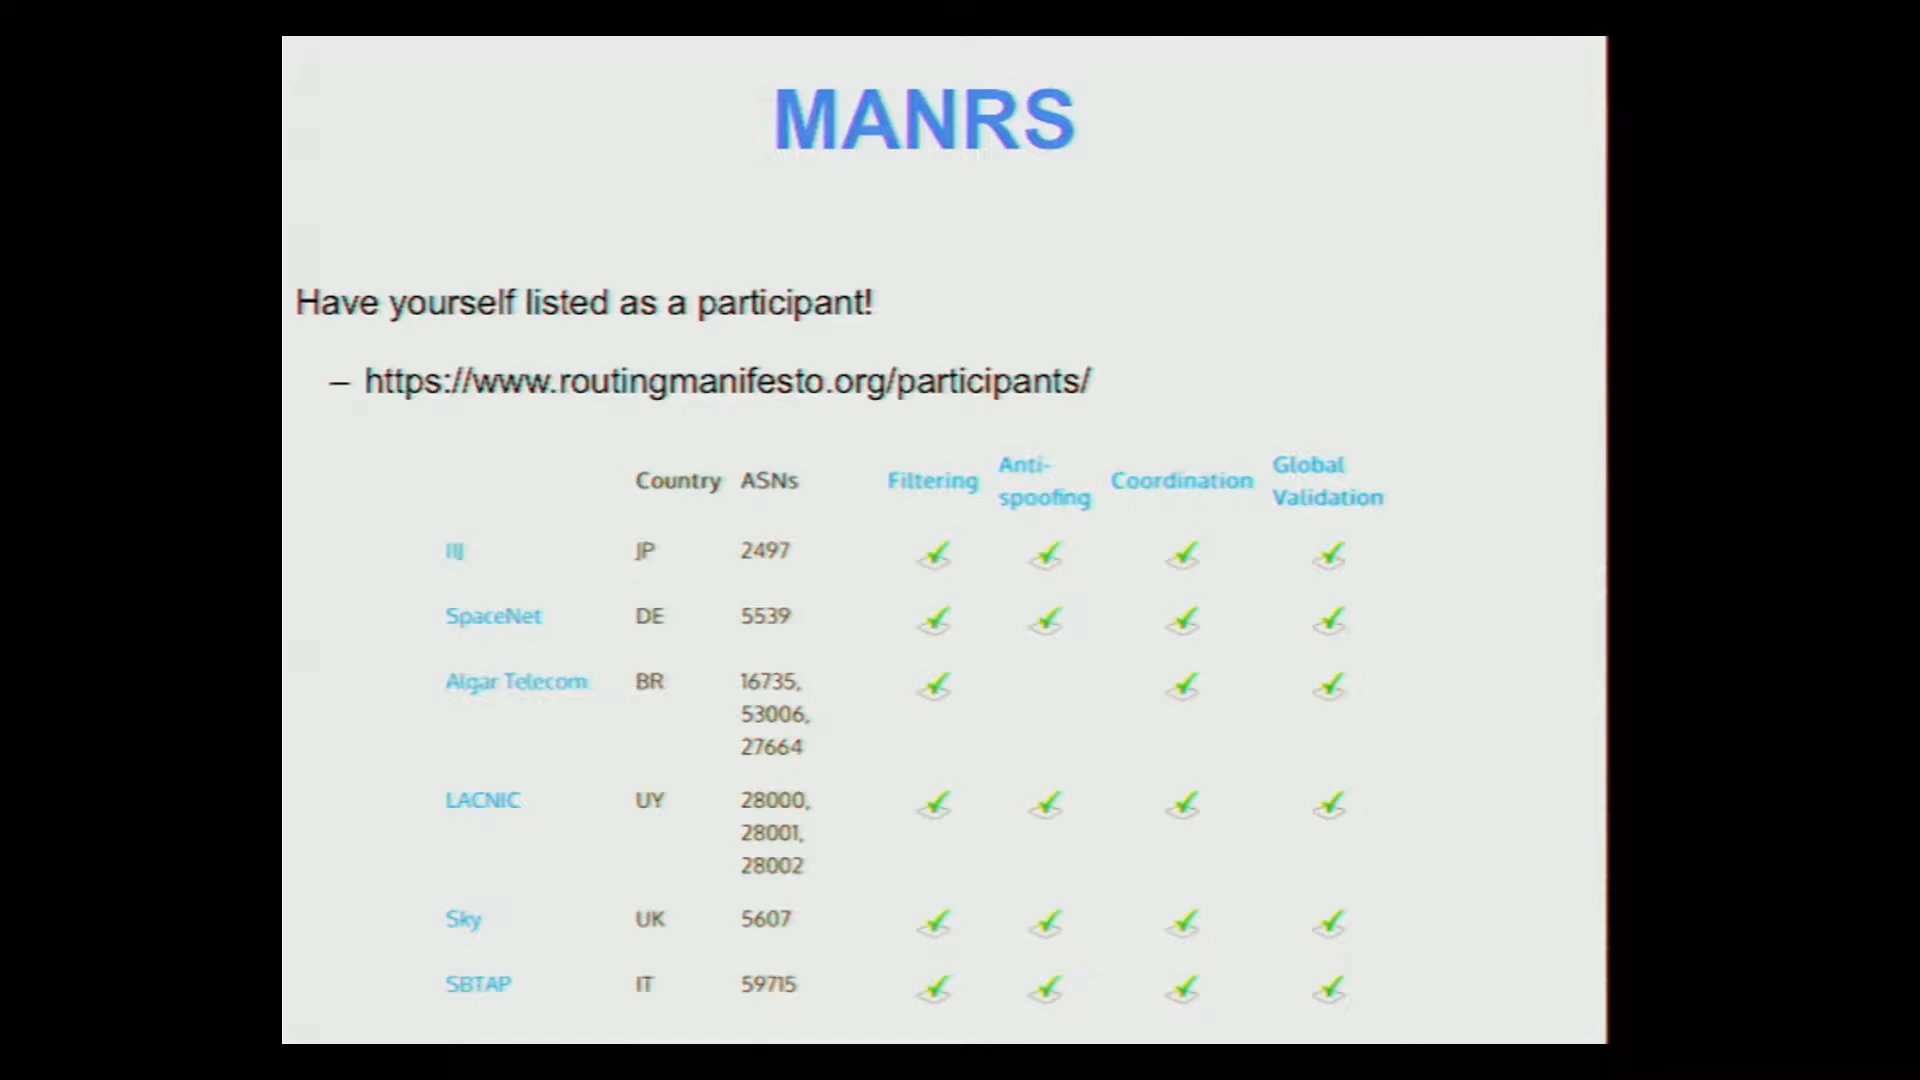 MANRS
Have yourself listed as a participant!
– https://www.routingmanifesto.org/participants/
Country ASNs Filtering Anti-spoofing Coordination Global Validation
IIJ JP 2497
SpaceNet DE 5539
Algar Telecom BR 16735,
53006,
27664
LACNIC UY 28000,
28001,
28002
Sky UK 5607
SBTAP IT 59715